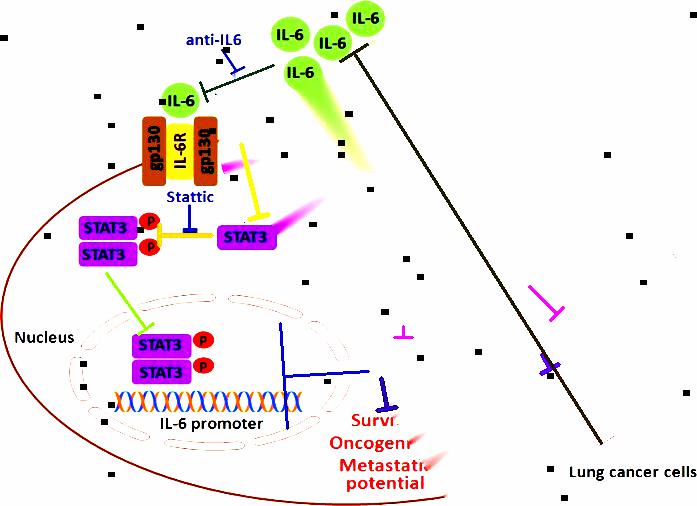 IL-6
IL-6
IL-6
anti-IL6
IL-6
IL-6
gp130
IL-6R
gp130
Stattic
STAT3
P
STAT3
P
STAT3
Nucleus
STAT3
P
STAT3
P
IL-6 promoter
Lung cancer cells
potential